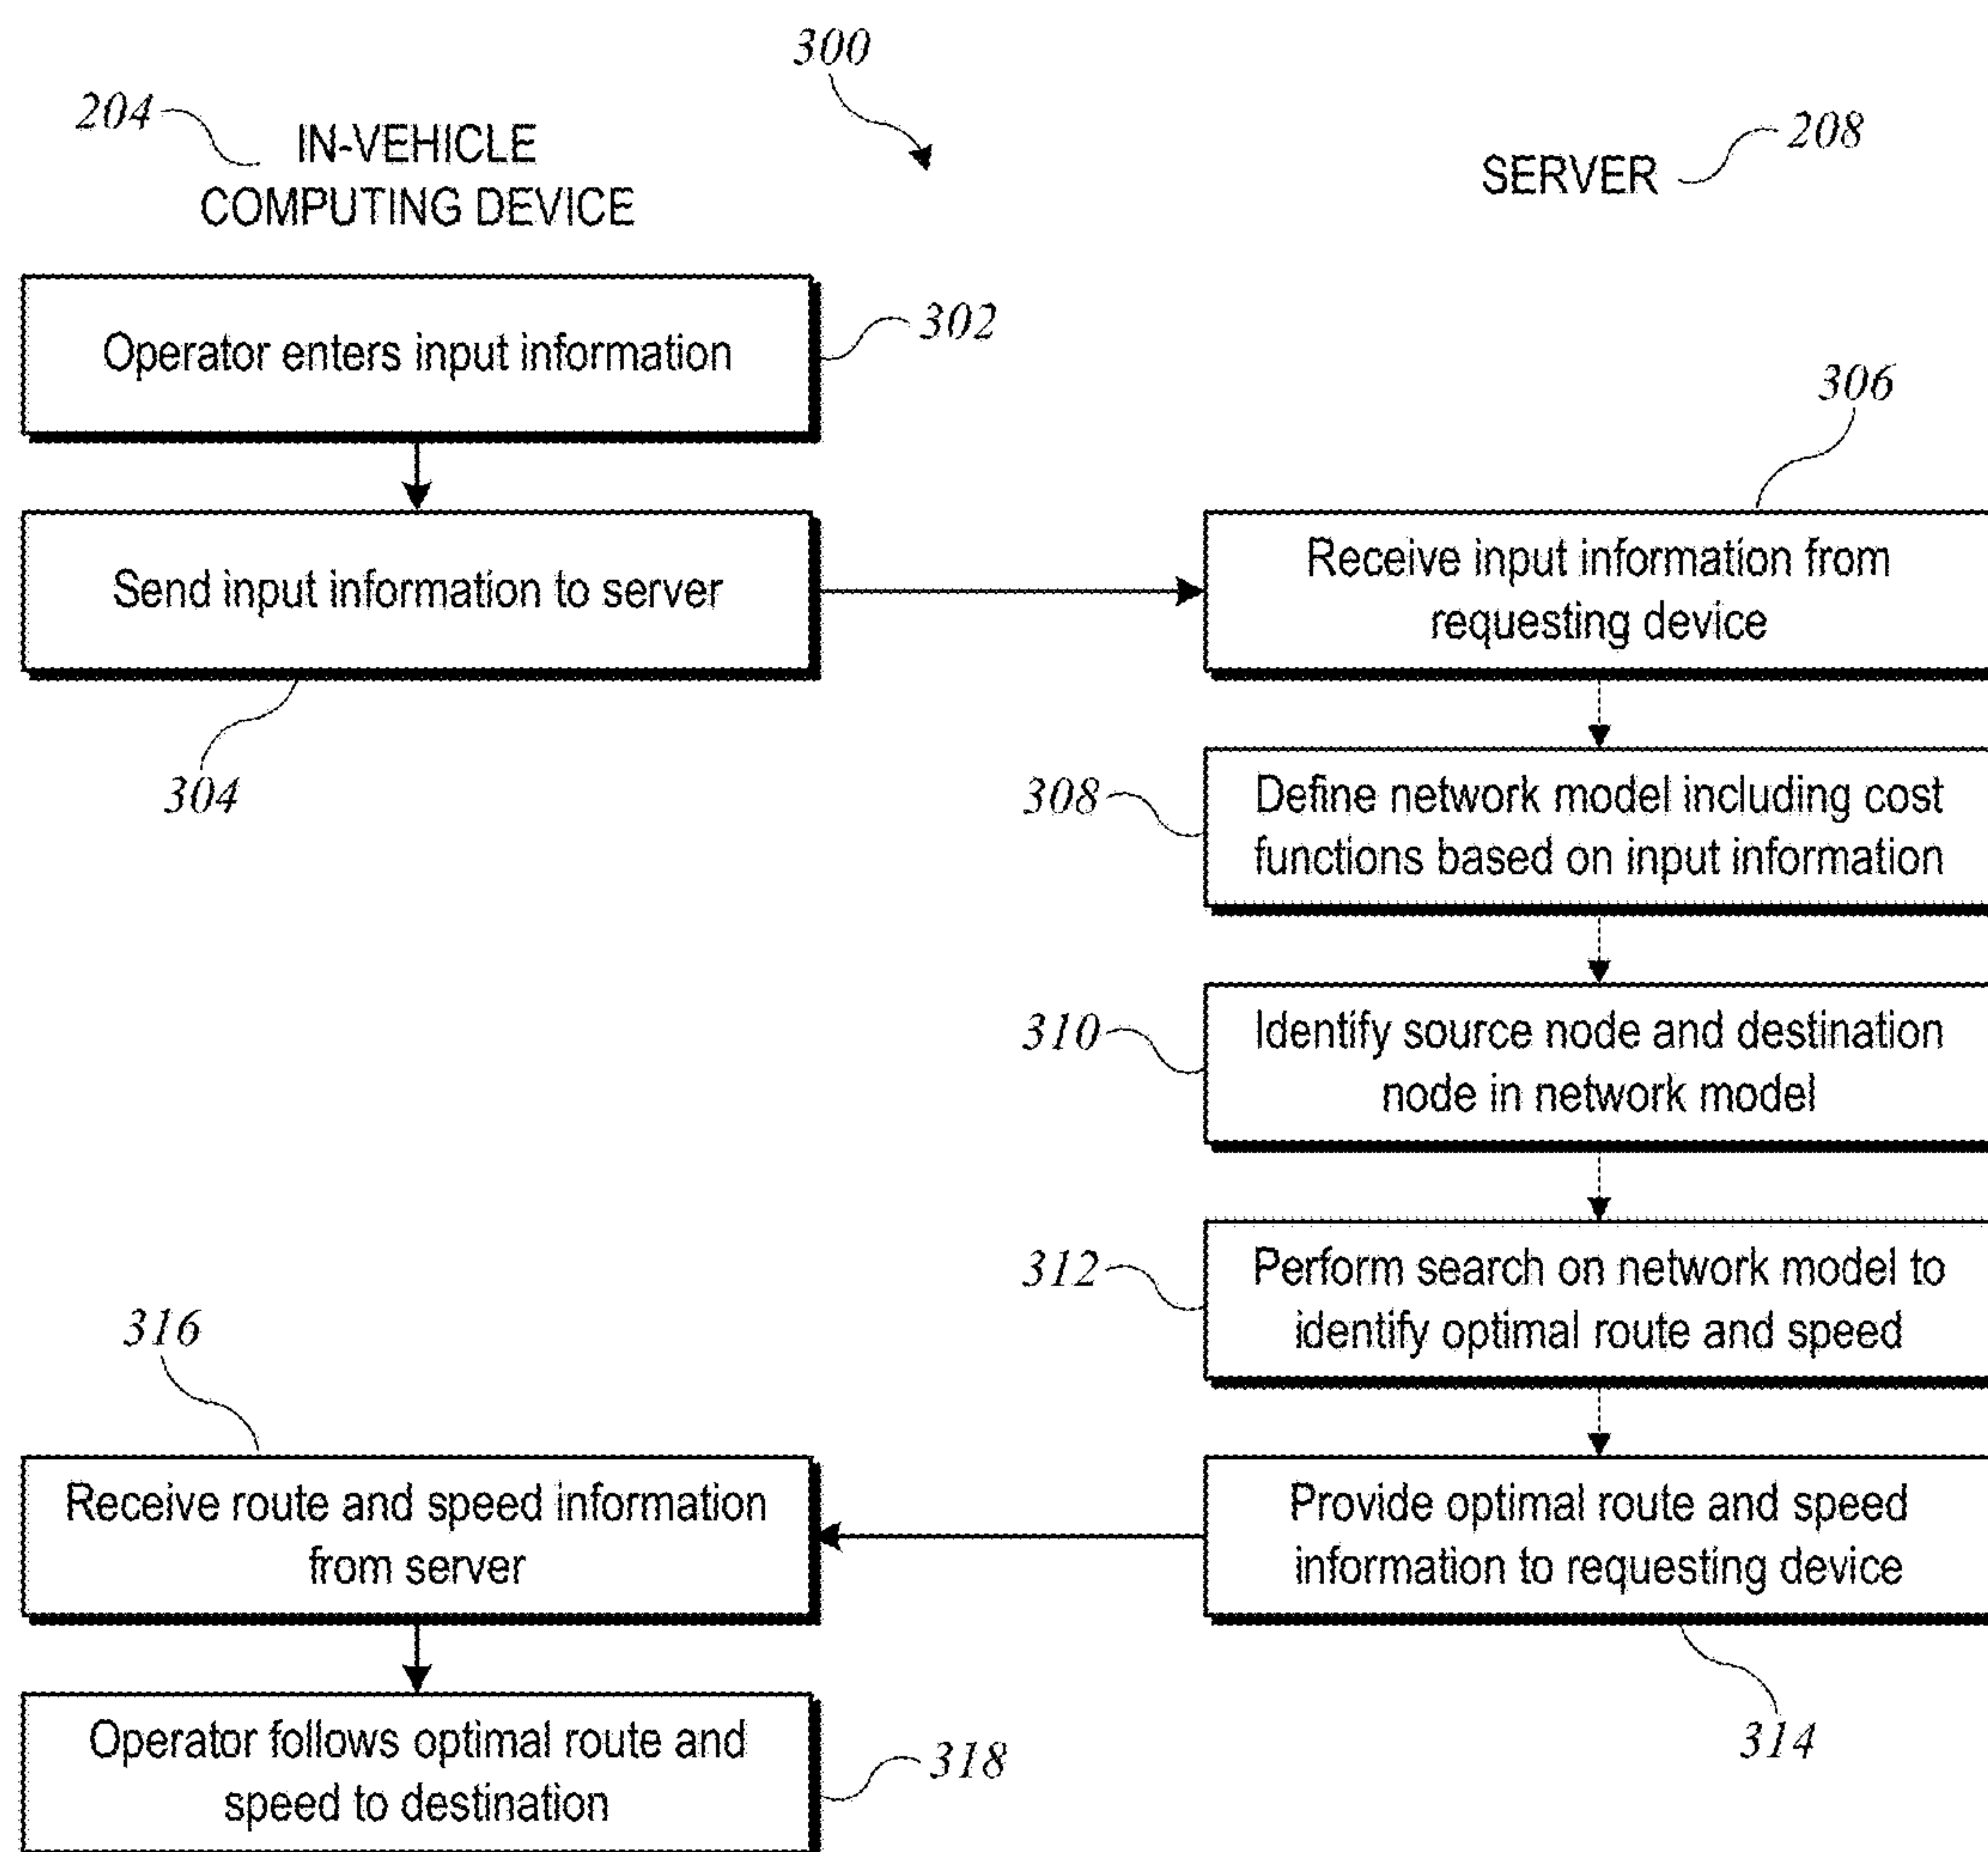 300
204
IN-VEHICLE
COMPUTING DEVICE
SERVER
208
Operator enters input information
302
Send input information to server
304
306
Receive input information from
requesting device
308
Define network model including cost
functions based on input information
310
Identify source node and destination
node in network model
312
Perform search on network model to
identify optimal route and speed
Provide optimal route and speed
information to requesting device
314
316
Receive route and speed information
from server
Operator follows optimal route and
speed to destination
318